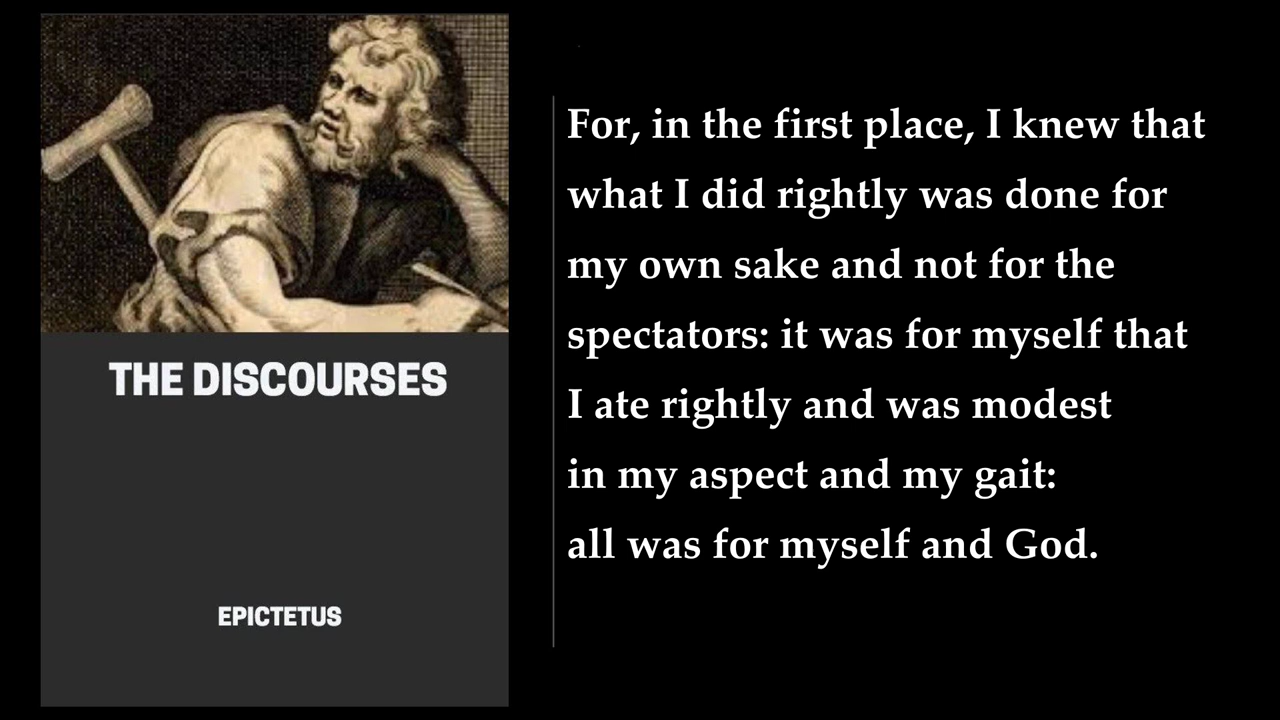 THE DISCOURSES
EPICTETUS
For, in the first place, I knew that
what I did rightly was done for
my own sake and not for the
spectators: it was for myself that
I ate rightly and was modest
in my aspect and my gait:
all was for myself and God.